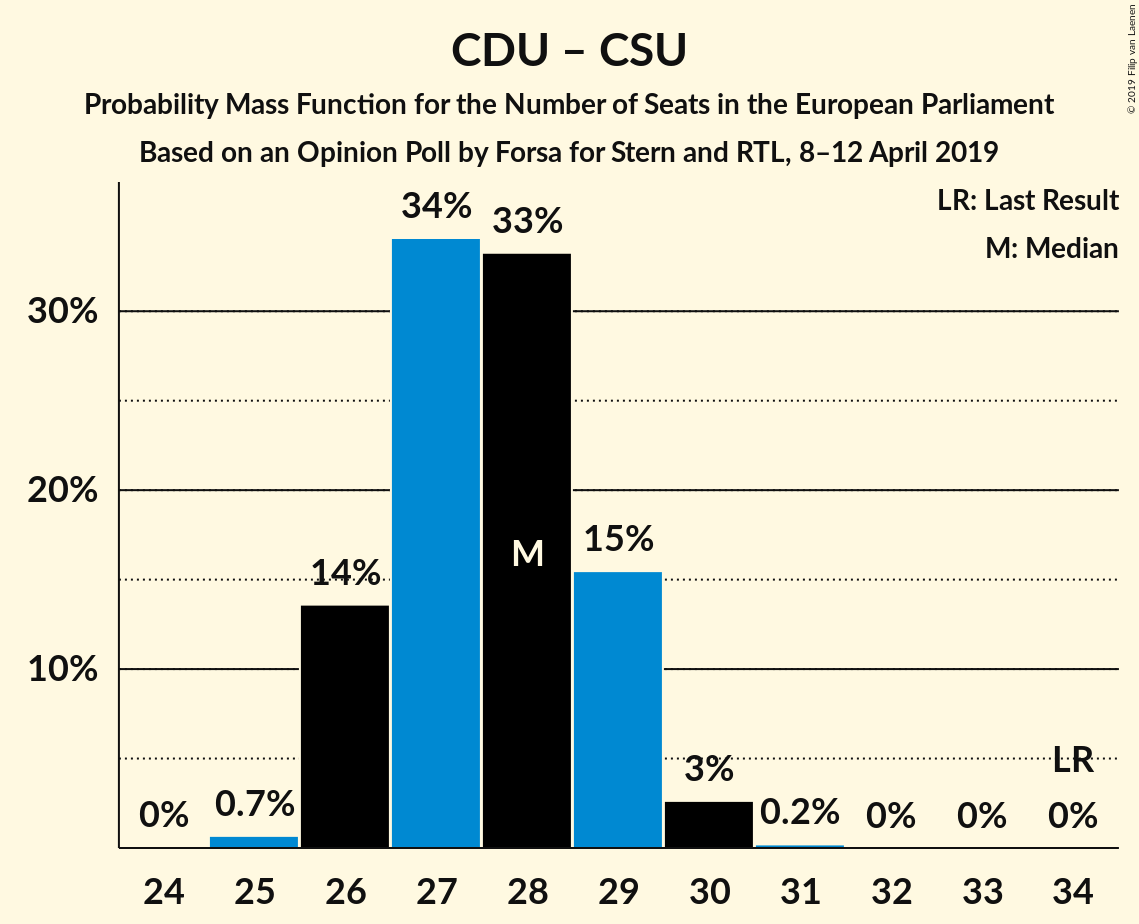 CDU – CSU
Probability Mass Function for the Number of Seats in the European Parliament
Based on an Opinion Poll by Forsa for Stern and RTL, 8–12 April 2019
© 2019 Filip van Laenen
LR: Last Result
M: Median
34%
33%
30%
20%
15%
M
14%
10%
3%
LR
0%
0.7%
0.2%
0%
0%
0%
24 25 26 27 28 29 30 31 32 33 34